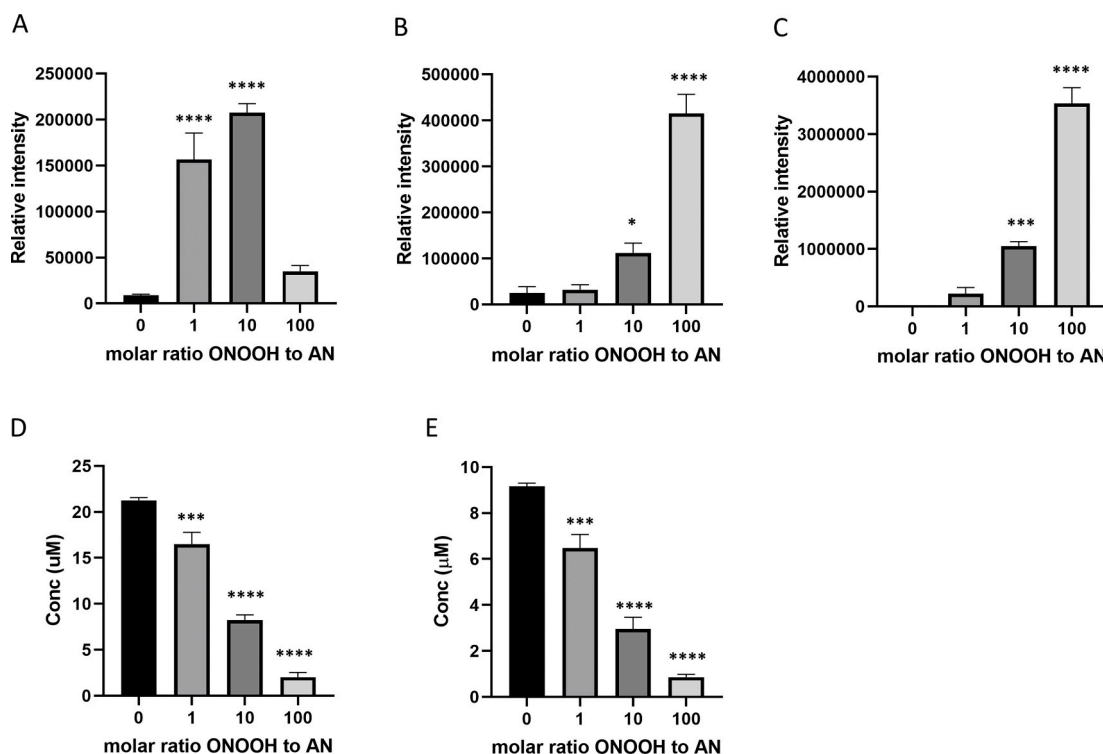 A
Relative intensity
250000
200000
150000
100000
50000
0
****
****
0 1 10 100
molar ratio ONOOH to AN
B
Relative intensity
500000
400000
300000
200000
100000
0
*
****
0 1 10 100
molar ratio ONOOH to AN
C
Relative intensity
4000000
3000000
2000000
1000000
0
***
****
0 1 10 100
molar ratio ONOOH to AN
D
Conc (uM)
25
20
15
10
5
0
***
****
****
0 1 10 100
molar ratio ONOOH to AN
E
Conc (μM)
10
8
6
4
2
0
***
****
****
0 1 10 100
molar ratio ONOOH to AN